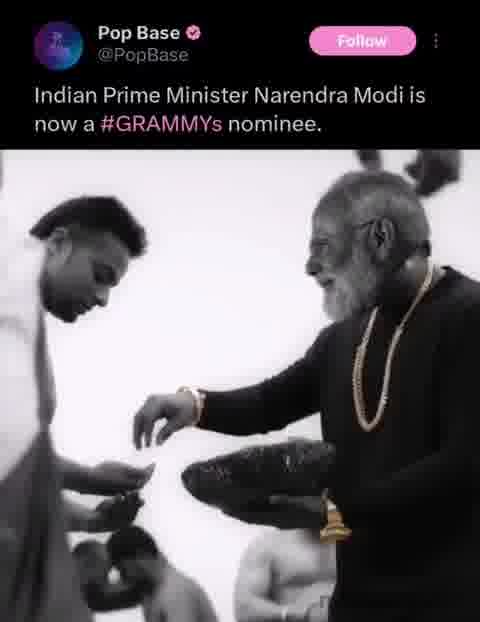 Pop Base
@PopBase
Follow
Indian Prime Minister Narendra Modi is
now a #GRAMMYs nominee.